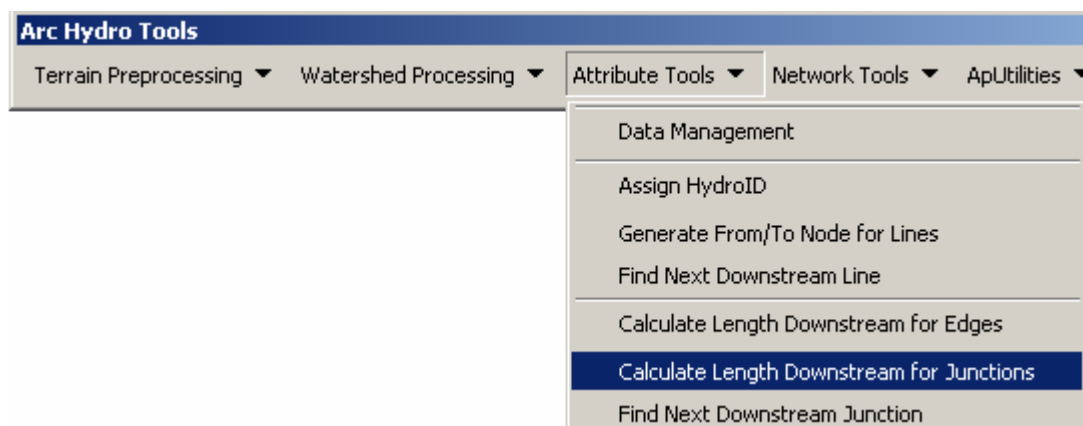 Arc Hydro Tools
Terrain Preprocessing Watershed Processing Attribute Tools Network Tools ApUtilities
Data Management
Assign HydroID
Generate From/To Node for Lines
Find Next Downstream Line
Calculate Length Downstream for Edges
Calculate Length Downstream for Junctions
Find Next Downstream Junction